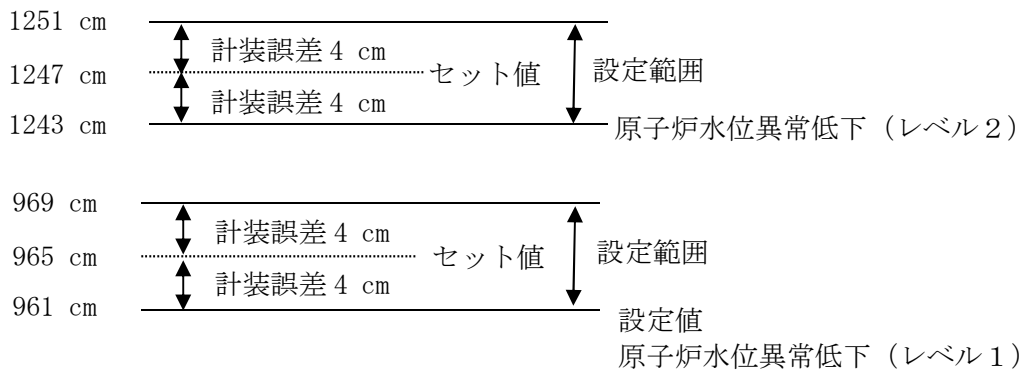 1251 cm
計装誤差 4 cm
1247 cm
セット値
設定範囲
計装誤差 4 cm
1243 cm
原子炉水位異常低下（レベル２）
969 cm
計装誤差 4 cm
965 cm
セット値
設定範囲
計装誤差 4 cm
961 cm
設定値
原子炉水位異常低下（レベル１）